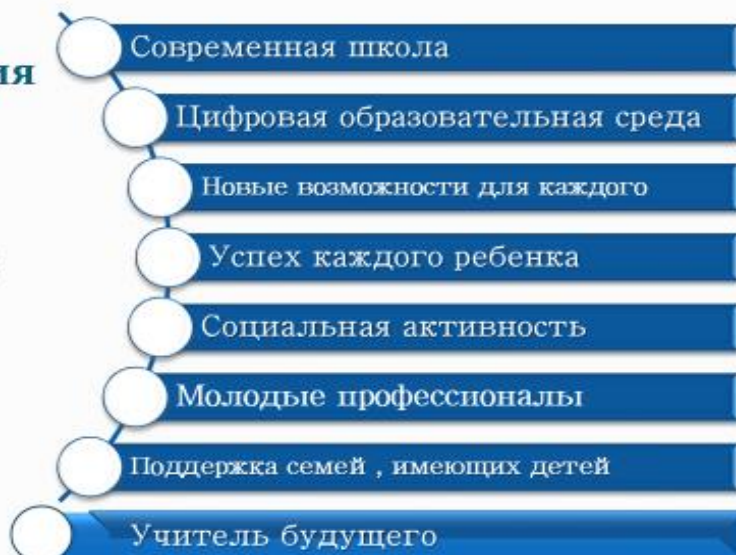 Современная школа
Цифровая образовательная среда
Новые возможности для каждого
Успех каждого ребенка
Социальная активность
Молодые профессионалы
Поддержка семей , имеющих детей
Учитель будущего